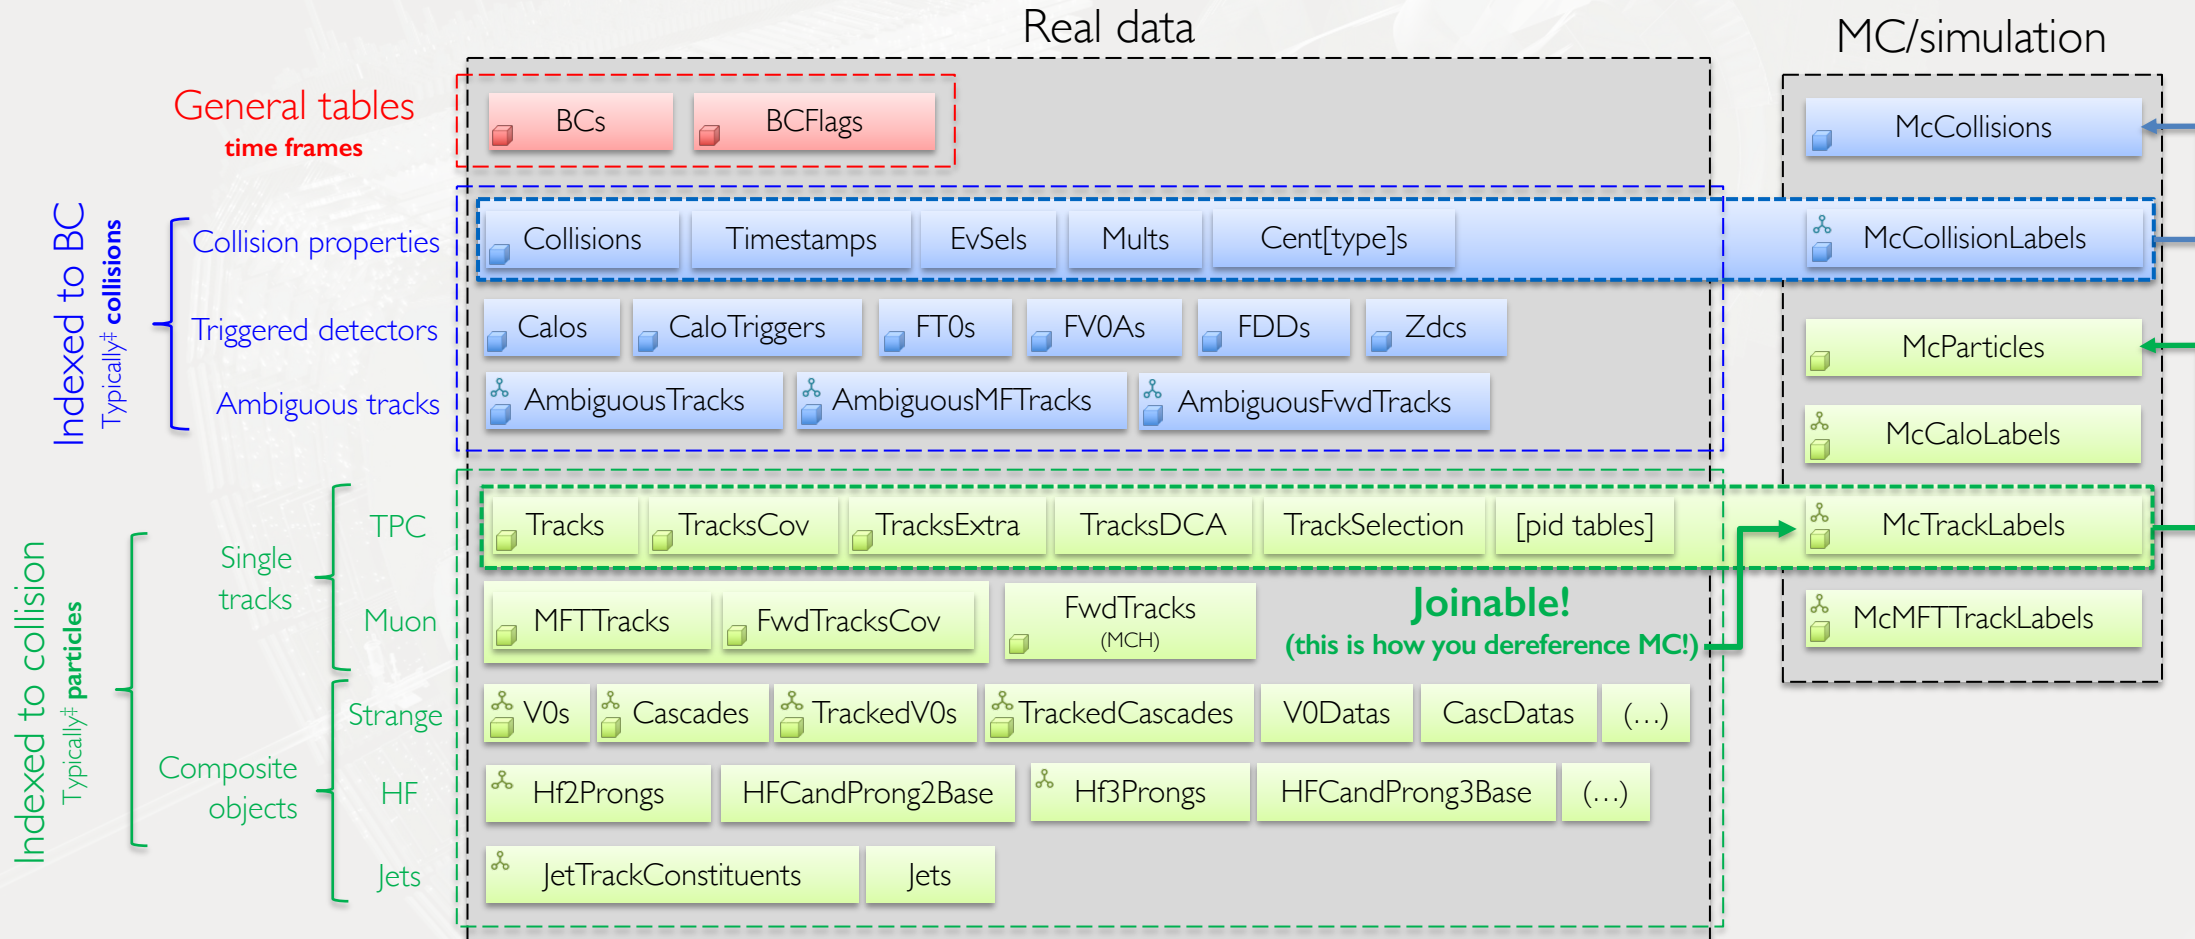 Real data
MC/simulation
General tables
time frames
BCs
BCFlags
McCollisions
Indexed to BC
Typically‡ collisions
Collision properties
Collisions
Timestamps
EvSels
Mults
Cent[type]s
McCollisionLabels
Triggered detectors
Calos
CaloTriggers
FT0s
FV0As
FDDs
Zdcs
McParticles
Ambiguous tracks
AmbiguousTracks
AmbiguousMFTracks
AmbiguousFwdTracks
McCaloLabels
Indexed to collision
Typically‡ particles
Single
tracks
TPC
Tracks
TracksCov
TracksExtra
TracksDCA
TrackSelection
[pid tables]
McTrackLabels
Muon
MFTTracks
FwdTracksCov
FwdTracks
(MCH)
Joinable!
(this is how you dereference MC!)
McMFTTrackLabels
Composite
objects
Strange
V0s
Cascades
TrackedV0s
TrackedCascades
V0Datas
CascDatas
(...)
HF
Hf2Prongs
HFCandProng2Base
Hf3Prongs
HFCandProng3Base
(...)
Jets
JetTrackConstituents
Jets